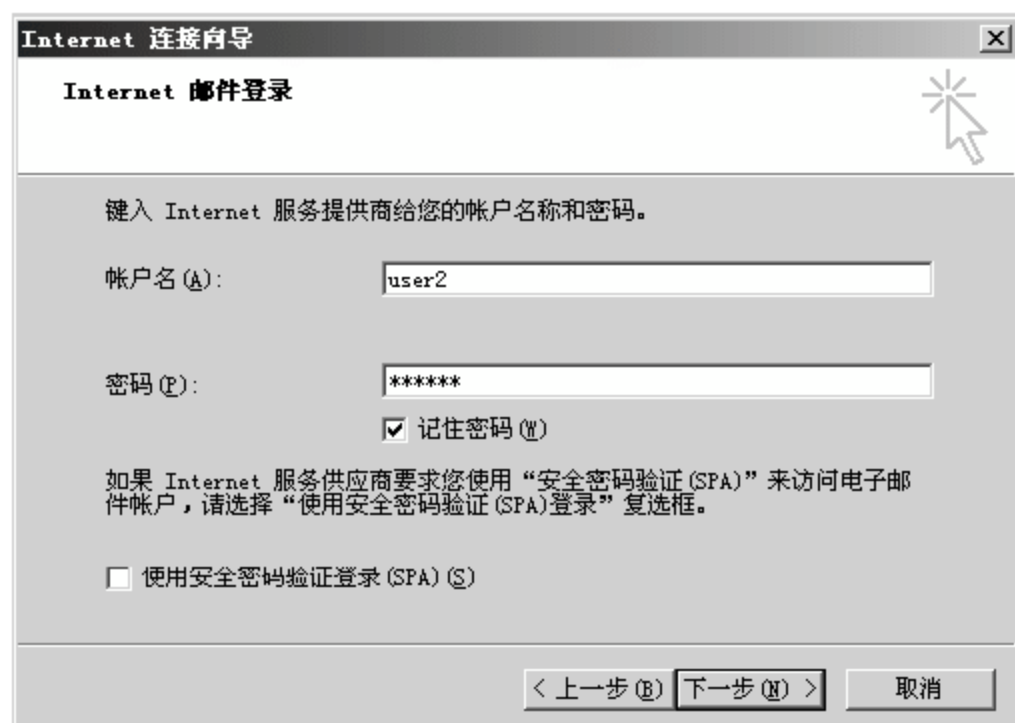 Internet 连接向导
Internet 邮件登录
键入 Internet 服务提供商给您的帐户名称和密码。
帐户名(A):
user2
密码(P):
******
记住密码(W)
如果 Internet 服务供应商要求您使用“安全密码验证(SPA)”来访问电子邮
件帐户，请选择“使用安全密码验证(SPA)登录”复选框。
使用安全密码验证登录(SPA)(S)
< 上一步(B) 下一步(N) > 取消